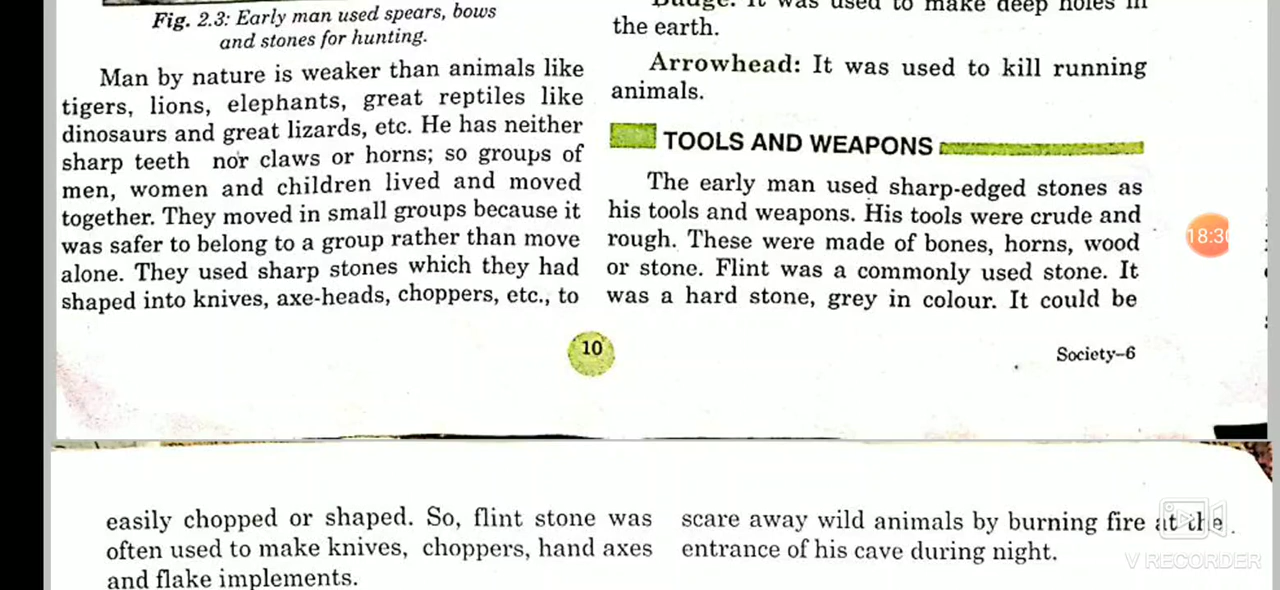 Fig. 2.3: Early man used spears, bows
and stones for hunting.
Man by nature is weaker than animals like
tigers, lions, elephants, great reptiles like
dinosaurs and great lizards, etc. He has neither
sharp teeth nor claws or horns; so groups of
men, women and children lived and moved
together. They moved in small groups because it
was safer to belong to a group rather than move
alone. They used sharp stones which they had
shaped into knives, axe-heads, choppers, etc., to
It was used to make deep holes in
the earth.
Arrowhead: It was used to kill running
animals.
TOOLS AND WEAPONS
The early man used sharp-edged stones as
his tools and weapons. His tools were crude and
rough. These were made of bones, horns, wood
or stone. Flint was a commonly used stone. It
was a hard stone, grey in colour. It could be
18:30
10
Society–6
easily chopped or shaped. So, flint stone was
often used to make knives, choppers, hand axes
and flake implements.
scare away wild animals by burning fire at the
entrance of his cave during night.
V RECORDER